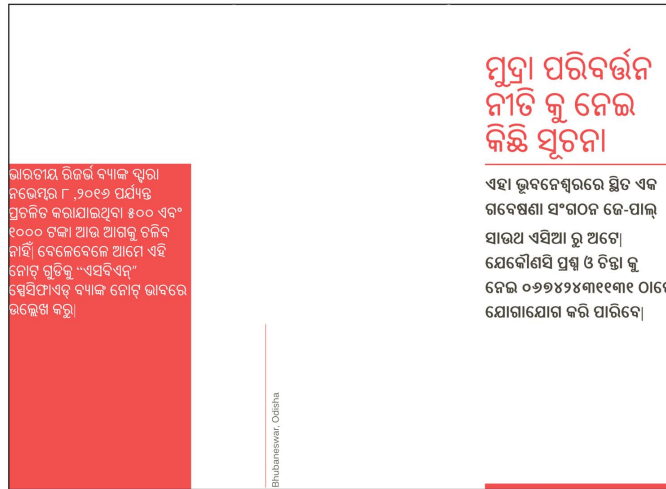 ଭାରତୀୟ ରିଜର୍ଭ ବ୍ୟାଙ୍କ ଦ୍ଵାରା
ନଭେମ୍ବର ୮ ,୨୦୧୬ ପର୍ଯ୍ୟନ୍ତ
ପ୍ରଚଳିତ କରାଯାଇଥିବା ୫୦୦ ଏବଂ
୧୦୦୦ ଟଙ୍କା ଆଉ ଆଗକୁ ଚଳିବ
ନାହିଁ| ବେଳେବେଳେ ଆମେ ଏହି
ନୋଟ୍ ଗୁଡିକୁ “ଏସବିଏନ୍”
ସ୍ପେସିଫାଏଡ୍ ବ୍ୟାଙ୍କ ନୋଟ୍ ଭାବରେ
ଉଲ୍ଲେଖ କରୁ|
Bhubaneswar, Odisha
ମୁଦ୍ରା ପରିବର୍ତ୍ତନ
ନୀତି କୁ ନେଇ
କିଛି ସୂଚନା
ଏହା ଭୂବନେଶ୍ୱରରେ ସ୍ଥିତ ଏକ
ଗବେଷଣା ସଂଗଠନ ଜେ-ପାଲ୍
ସାଉଥ ଏସିଆ ରୁ ଅଟେ|
ଯେକୌଣସି ପ୍ରଶ୍ନ ଓ ଚିନ୍ତା କୁ
ନେଇ ୦୬୭୪୨୪୩୧୧୩୧ ଠାରେ
ଯୋଗାଯୋଗ କରି ପାରିବେ|